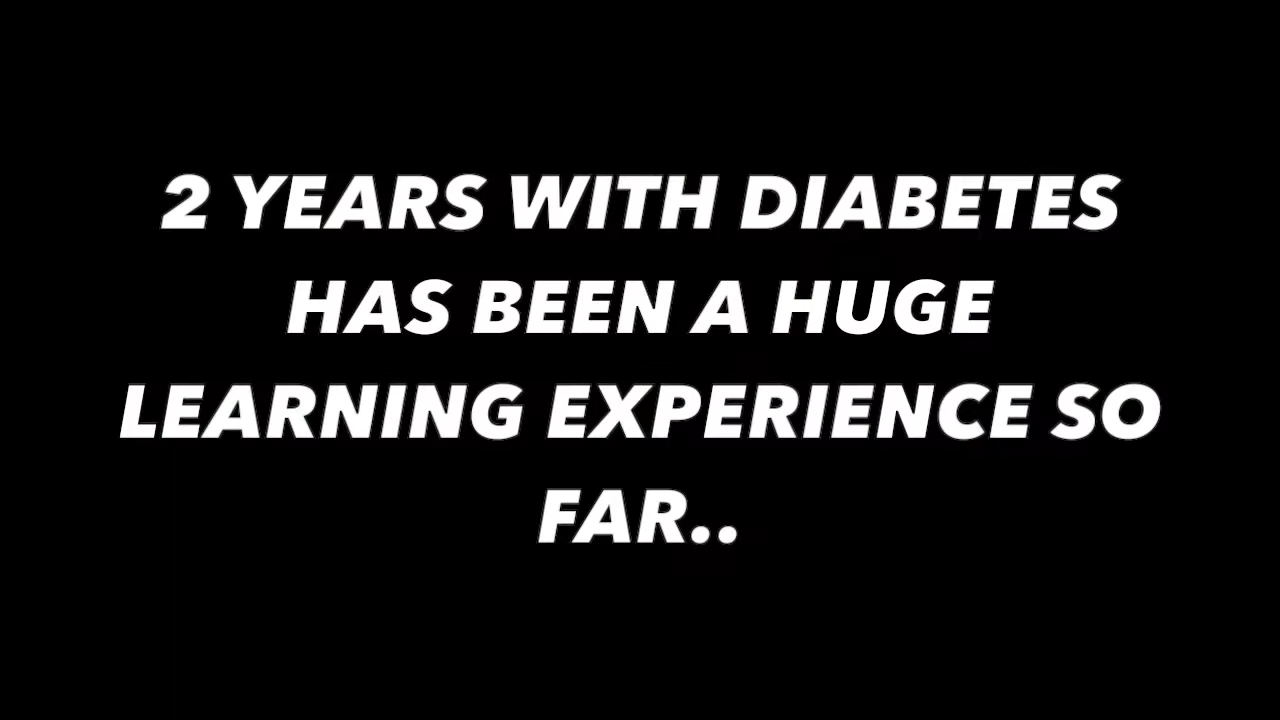 2 YEARS WITH DIABETES
HAS BEEN A HUGE
LEARNING EXPERIENCE SO
FAR..